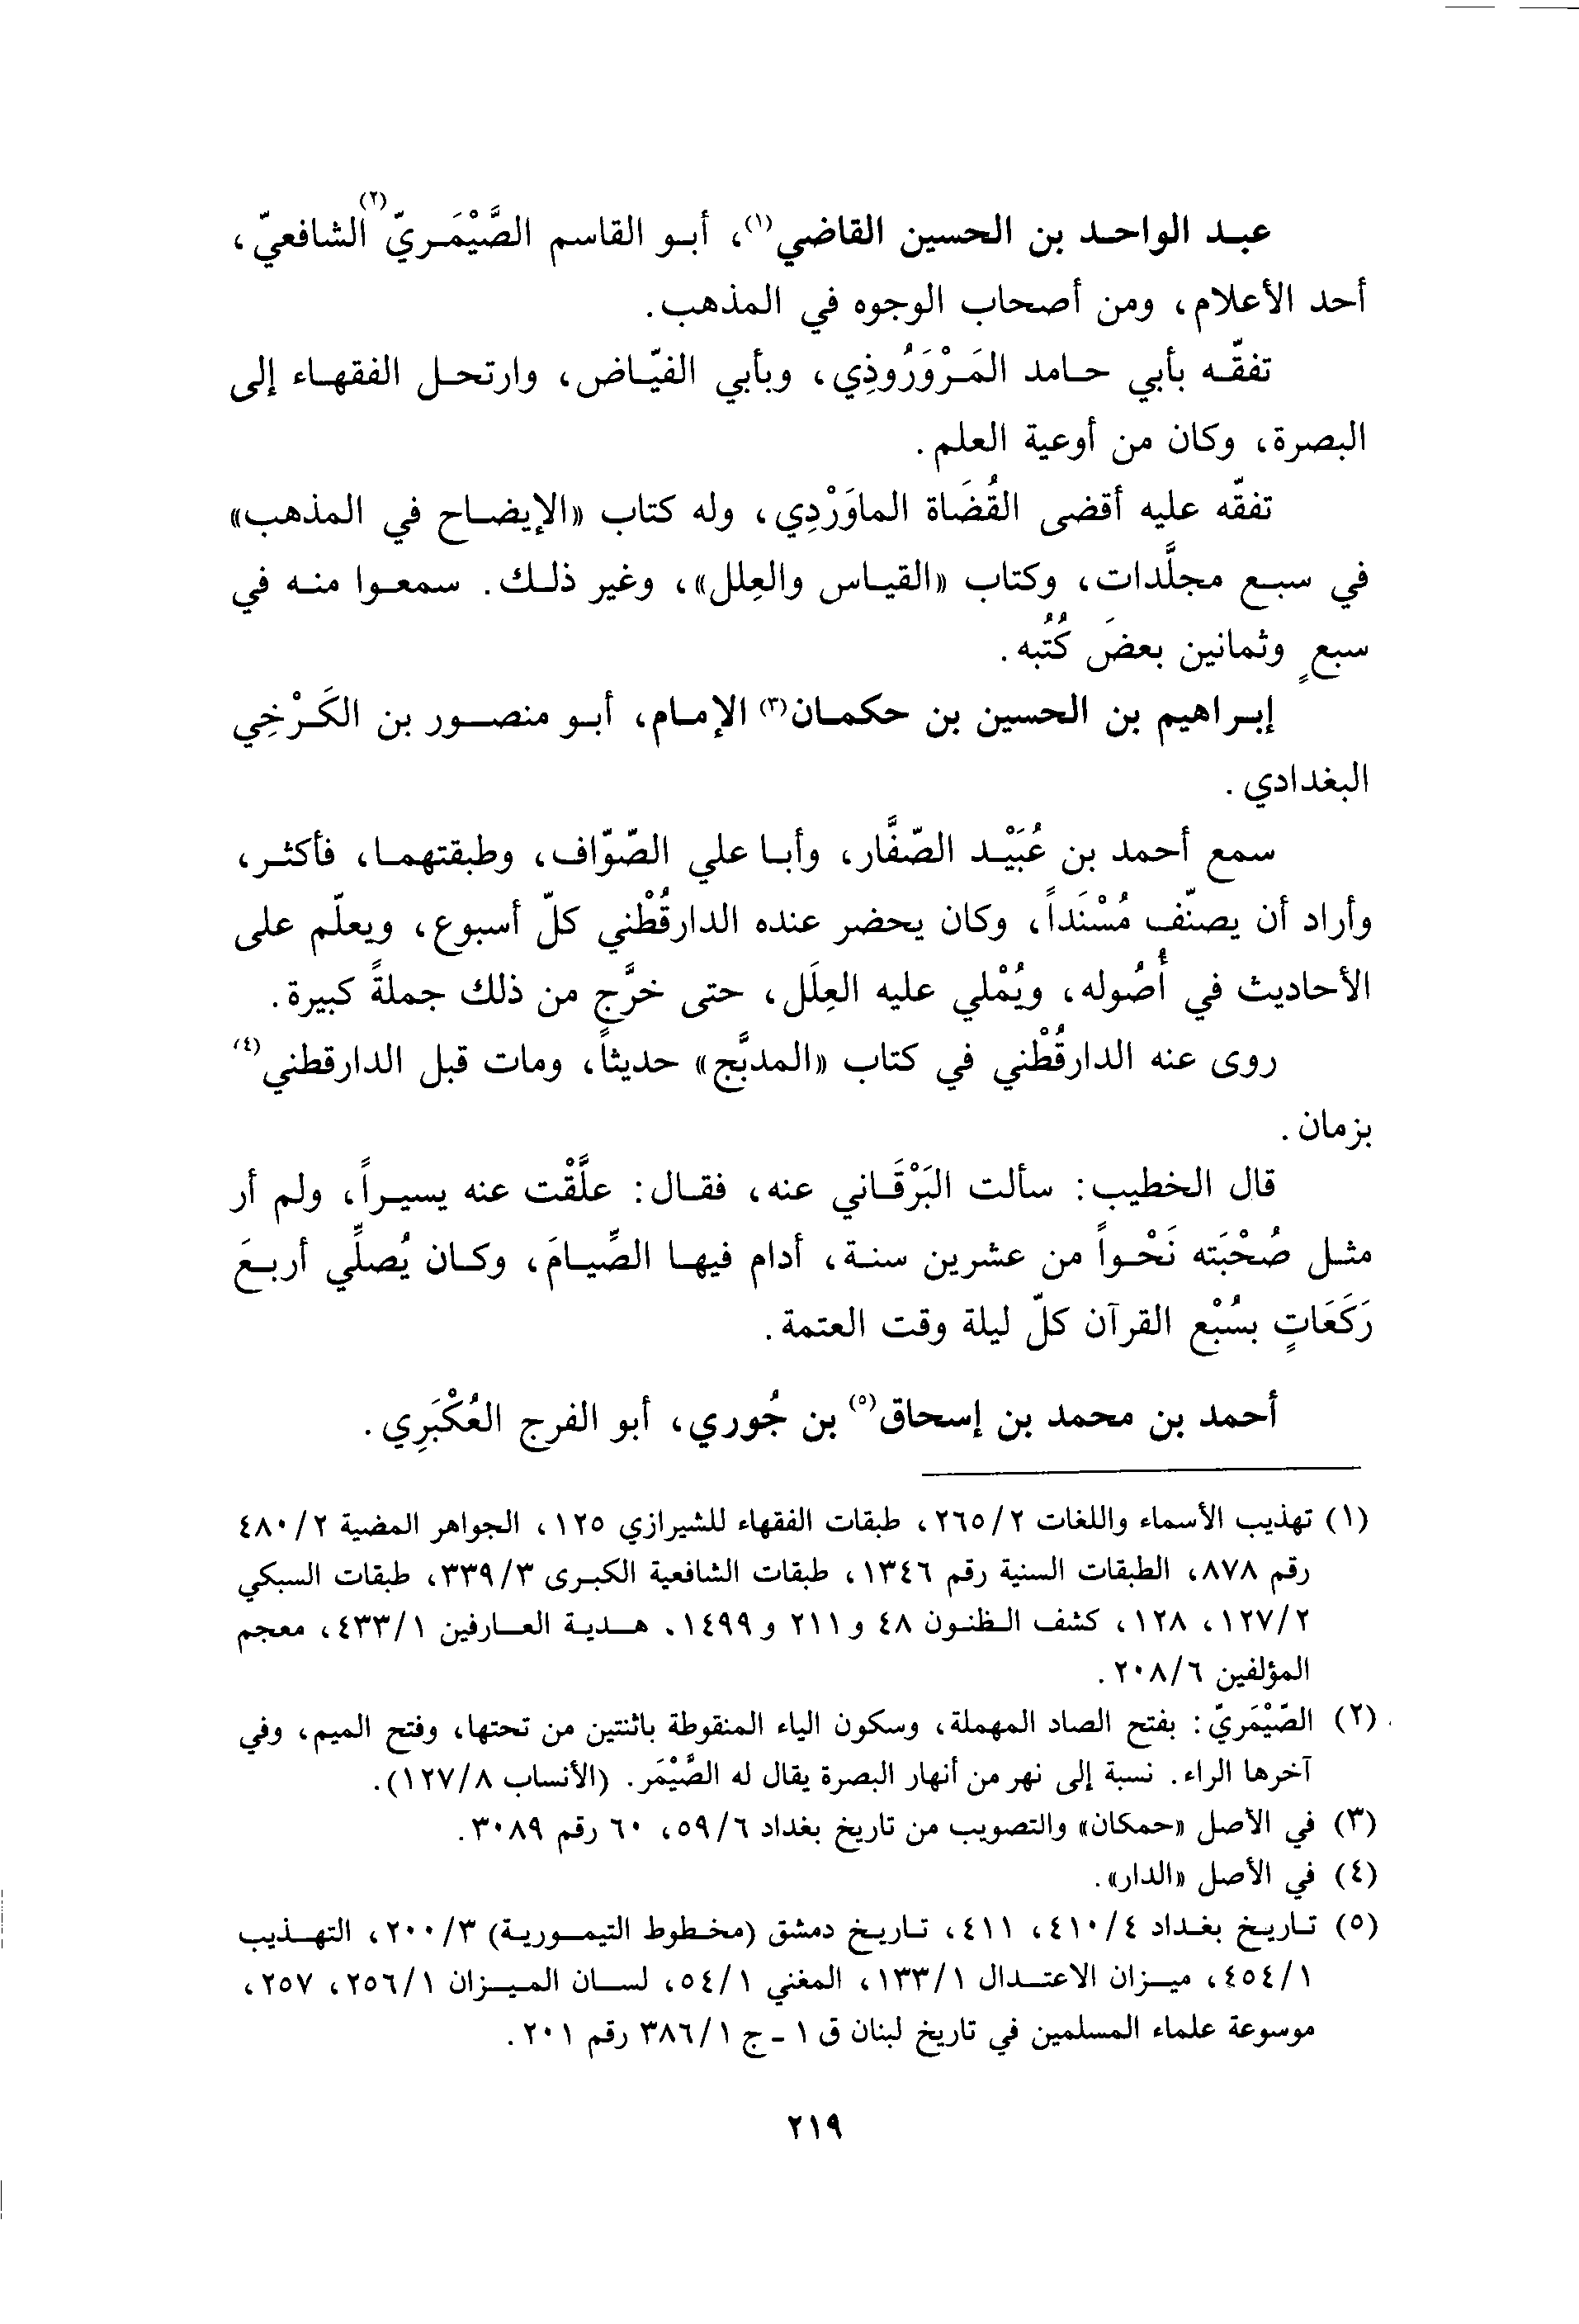 عبد الواحد بن الحسين القاضي(١)، أبو القاسم الصَّيْمَريّ(٢) الشافعيّ،
أحد الأعلام، ومن أصحاب الوجوه في المذهب.
تفقّه بأبي حامد المَرْوَرُوذِي، وبأبي الفيّاض، وارتحل الفقهاء إلى
البصرة، وكان من أوعية العلم.
تفقّه عليه أقضى القُضَاة الماوَرْدِي، وله كتاب «الإيضاح في المذهب»
في سبع مجلَّدات، وكتاب «القياس والعِلل»، وغير ذلك. سمعوا منه في
سبعٍ وثمانين بعضَ كُتُبه.
إبراهيم بن الحسين بن حكمان(٣) الإمام، أبو منصور بن الكَرْخِي
البغدادي.
سمع أحمد بن عُبَيْد الصّفَّار، وأبا علي الصّوّاف، وطبقتهما، فأكثر،
وأراد أن يصنّف مُسْنَداً، وكان يحضر عنده الدارقُطْني كلّ أسبوع، ويعلّم على
الأحاديث في أُصُوله، ويُمْلي عليه العِلَل، حتى خرَّج من ذلك جملةً كبيرة.
روى عنه الدارقُطْني في كتاب «المدبَّج» حديثاً، ومات قبل الدارقطني(٤)
بزمان.
قال الخطيب: سألت البَرْقَاني عنه، فقال: علَّقْت عنه يسيراً، ولم أر
مثل صُحْبَته نَحْواً من عشرين سنة، أدام فيها الصِّيامَ، وكان يُصلِّي أربعَ
رَكَعَاتٍ بسُبْع القرآن كلّ ليلة وقت العتمة.
أحمد بن محمد بن إسحاق(٥) بن جُوري، أبو الفرج العُكْبَرِي.
(١) تهذيب الأسماء واللغات ٢/٢٦٥، طبقات الفقهاء للشيرازي ١٢٥، الجواهر المضية ٢/٤٨٠
رقم ٨٧٨، الطبقات السنية رقم ١٣٤٦، طبقات الشافعية الكبرى ٣/٣٣٩، طبقات السبكي
٢/١٢٧، ١٢٨، كشف الظنون ٤٨ و ٢١١ و ١٤٩٩. هدية العارفين ١/٤٣٣، معجم
المؤلفين ٦/٢٠٨.
(٢) الصّيْمَريّ: بفتح الصاد المهملة، وسكون الياء المنقوطة باثنتين من تحتها، وفتح الميم، وفي
آخرها الراء. نسبة إلى نهر من أنهار البصرة يقال له الصَّيْمَر. (الأنساب ٨/١٢٧).
(٣) في الأصل «حمكان» والتصويب من تاريخ بغداد ٦/٥٩، ٦٠ رقم ٣٠٨٩.
(٤) في الأصل «الدار».
(٥) تاريخ بغداد ٤/٤١٠، ٤١١، تاريخ دمشق (مخطوط التيمورية) ٣/٢٠٠، التهذيب
١/٤٥٤، ميزان الاعتدال ١/١٣٣، المغني ١/٥٤، لسان الميزان ١/٢٥٦، ٢٥٧،
موسوعة علماء المسلمين في تاريخ لبنان ق ١ - ج ١/٣٨٦ رقم ٢٠١.
٢١٩